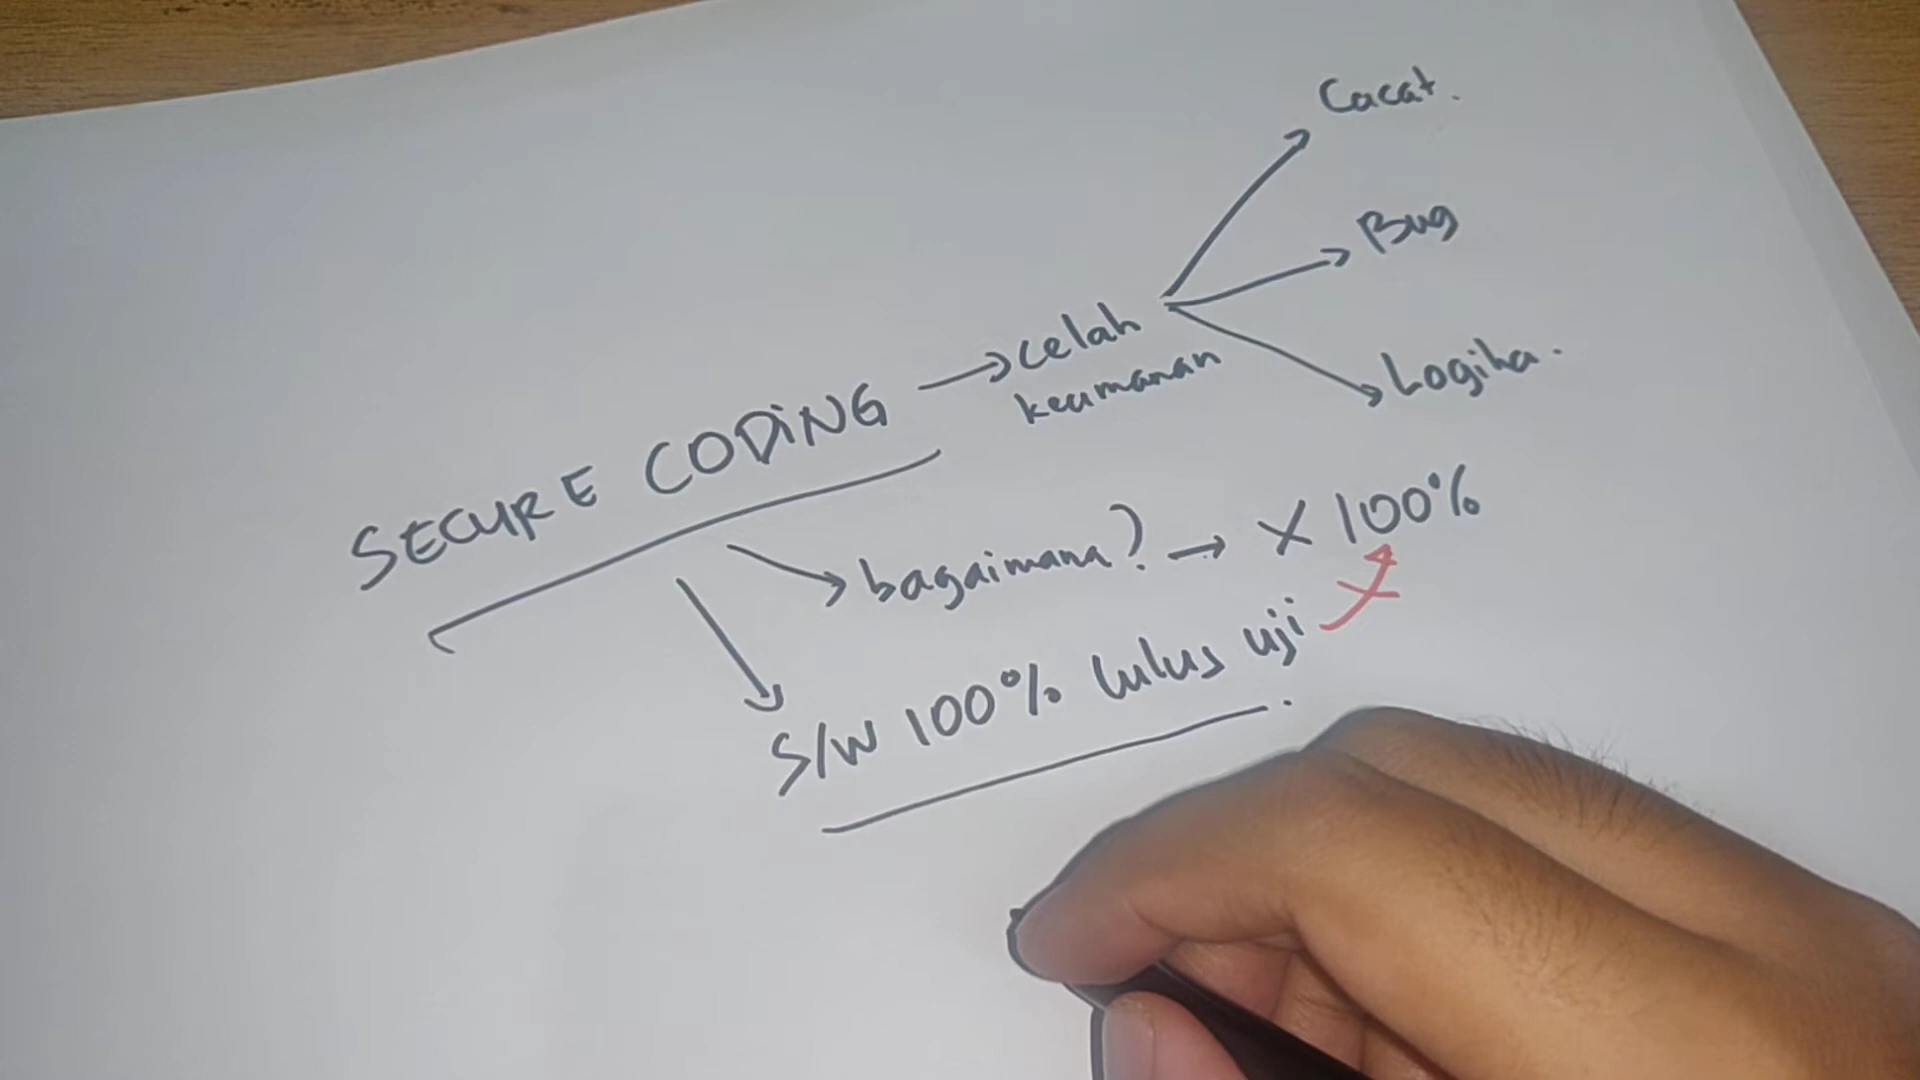 Cacat.
Bug
Logika.
→ celah
keamanan
SECURE CODING
bagaimana? → X 100%
S/W 100% lulus uji